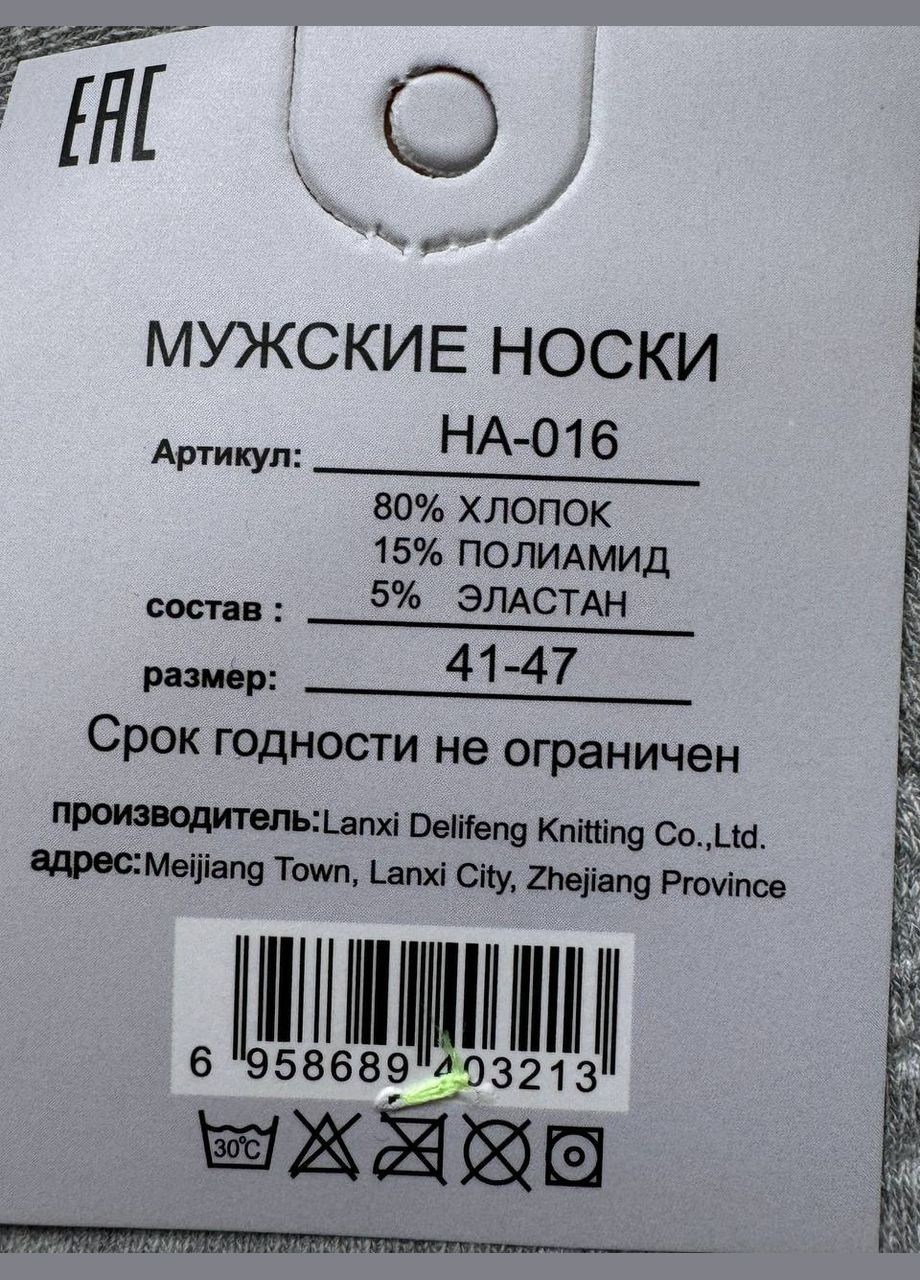 EAC
МУЖСКИЕ НОСКИ
Артикул: HA-016
80% ХЛОПОК
15% ПОЛИАМИД
состав : 5% ЭЛАСТАН
размер: 41-47
Срок годности не ограничен
производитель:Lanxi Delifeng Knitting Co.,Ltd.
адрес:Meijiang Town, Lanxi City, Zhejiang Province
6 958689 403213
30°C